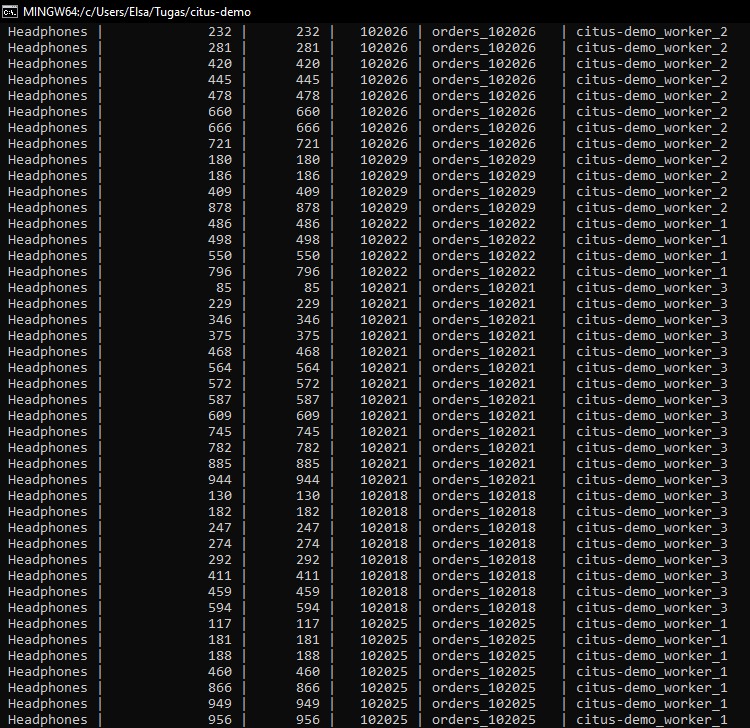 MINGW64:/c/Users/Elsa/Tugas/citus-demo
Headphones | 232 | 232 | 102026 | orders_102026 | citus-demo_worker_2
Headphones | 281 | 281 | 102026 | orders_102026 | citus-demo_worker_2
Headphones | 420 | 420 | 102026 | orders_102026 | citus-demo_worker_2
Headphones | 445 | 445 | 102026 | orders_102026 | citus-demo_worker_2
Headphones | 478 | 478 | 102026 | orders_102026 | citus-demo_worker_2
Headphones | 660 | 660 | 102026 | orders_102026 | citus-demo_worker_2
Headphones | 666 | 666 | 102026 | orders_102026 | citus-demo_worker_2
Headphones | 721 | 721 | 102026 | orders_102026 | citus-demo_worker_2
Headphones | 180 | 180 | 102029 | orders_102029 | citus-demo_worker_2
Headphones | 186 | 186 | 102029 | orders_102029 | citus-demo_worker_2
Headphones | 409 | 409 | 102029 | orders_102029 | citus-demo_worker_2
Headphones | 878 | 878 | 102029 | orders_102029 | citus-demo_worker_2
Headphones | 486 | 486 | 102022 | orders_102022 | citus-demo_worker_1
Headphones | 498 | 498 | 102022 | orders_102022 | citus-demo_worker_1
Headphones | 550 | 550 | 102022 | orders_102022 | citus-demo_worker_1
Headphones | 796 | 796 | 102022 | orders_102022 | citus-demo_worker_1
Headphones | 85 | 85 | 102021 | orders_102021 | citus-demo_worker_3
Headphones | 229 | 229 | 102021 | orders_102021 | citus-demo_worker_3
Headphones | 346 | 346 | 102021 | orders_102021 | citus-demo_worker_3
Headphones | 375 | 375 | 102021 | orders_102021 | citus-demo_worker_3
Headphones | 468 | 468 | 102021 | orders_102021 | citus-demo_worker_3
Headphones | 564 | 564 | 102021 | orders_102021 | citus-demo_worker_3
Headphones | 572 | 572 | 102021 | orders_102021 | citus-demo_worker_3
Headphones | 587 | 587 | 102021 | orders_102021 | citus-demo_worker_3
Headphones | 609 | 609 | 102021 | orders_102021 | citus-demo_worker_3
Headphones | 745 | 745 | 102021 | orders_102021 | citus-demo_worker_3
Headphones | 782 | 782 | 102021 | orders_102021 | citus-demo_worker_3
Headphones | 885 | 885 | 102021 | orders_102021 | citus-demo_worker_3
Headphones | 944 | 944 | 102021 | orders_102021 | citus-demo_worker_3
Headphones | 130 | 130 | 102018 | orders_102018 | citus-demo_worker_3
Headphones | 182 | 182 | 102018 | orders_102018 | citus-demo_worker_3
Headphones | 247 | 247 | 102018 | orders_102018 | citus-demo_worker_3
Headphones | 274 | 274 | 102018 | orders_102018 | citus-demo_worker_3
Headphones | 292 | 292 | 102018 | orders_102018 | citus-demo_worker_3
Headphones | 411 | 411 | 102018 | orders_102018 | citus-demo_worker_3
Headphones | 459 | 459 | 102018 | orders_102018 | citus-demo_worker_3
Headphones | 594 | 594 | 102018 | orders_102018 | citus-demo_worker_3
Headphones | 117 | 117 | 102025 | orders_102025 | citus-demo_worker_1
Headphones | 181 | 181 | 102025 | orders_102025 | citus-demo_worker_1
Headphones | 188 | 188 | 102025 | orders_102025 | citus-demo_worker_1
Headphones | 460 | 460 | 102025 | orders_102025 | citus-demo_worker_1
Headphones | 866 | 866 | 102025 | orders_102025 | citus-demo_worker_1
Headphones | 949 | 949 | 102025 | orders_102025 | citus-demo_worker_1
Headphones | 956 | 956 | 102025 | orders_102025 | citus-demo_worker_1